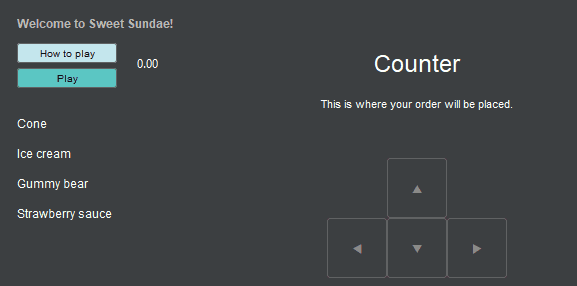 Welcome to Sweet Sundae!
How to play
Play
0.00
Cone
Ice cream
Gummy bear
Strawberry sauce
Counter
This is where your order will be placed.